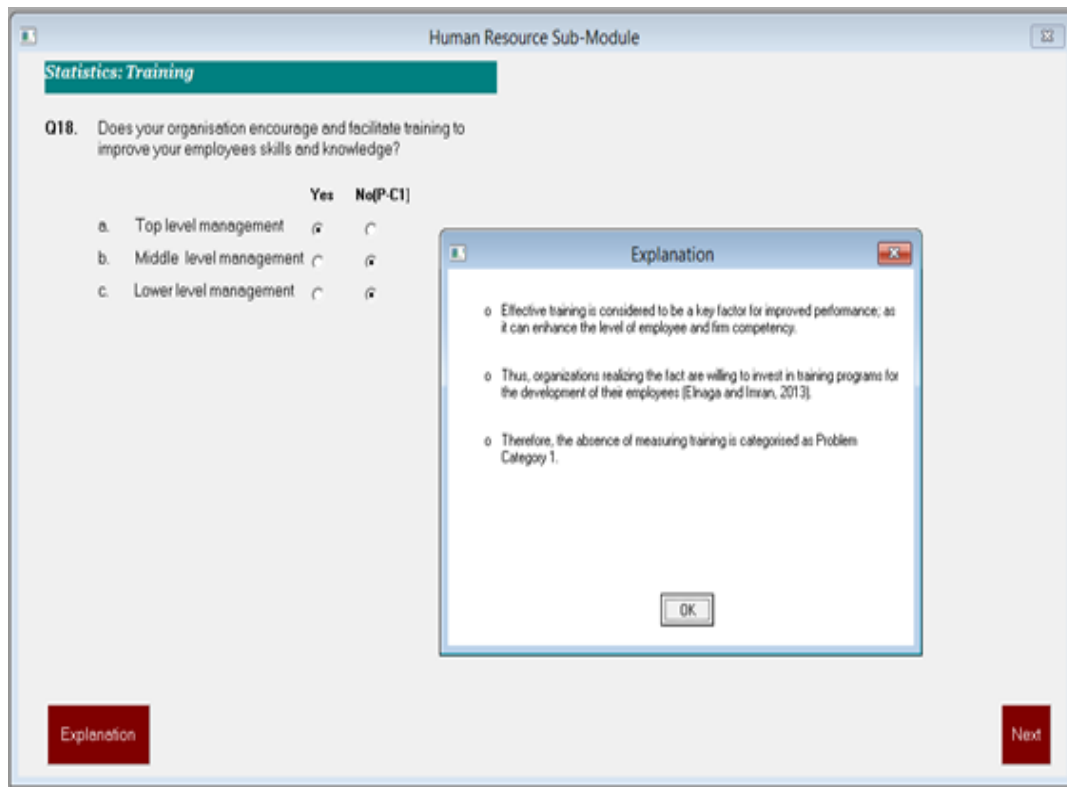 Human Resource Sub-Module
Statistics: Training
Q18. Does your organisation encourage and facilitate training to
improve your employees skills and knowledge?
Yes No(P-C1]
a. Top level management
b. Middle level management
c. Lower level management
Explanation
o Effective training is considered to be a key factor for improved performance; as
it can enhance the level of employee and firm competency.
o Thus, organizations realizing the fact are willing to invest in training programs for
the development of their employees (Elnaga and Imran, 2013).
o Therefore, the absence of measuring training is categorised as Problem
Category 1.
OK
Explanation
Next